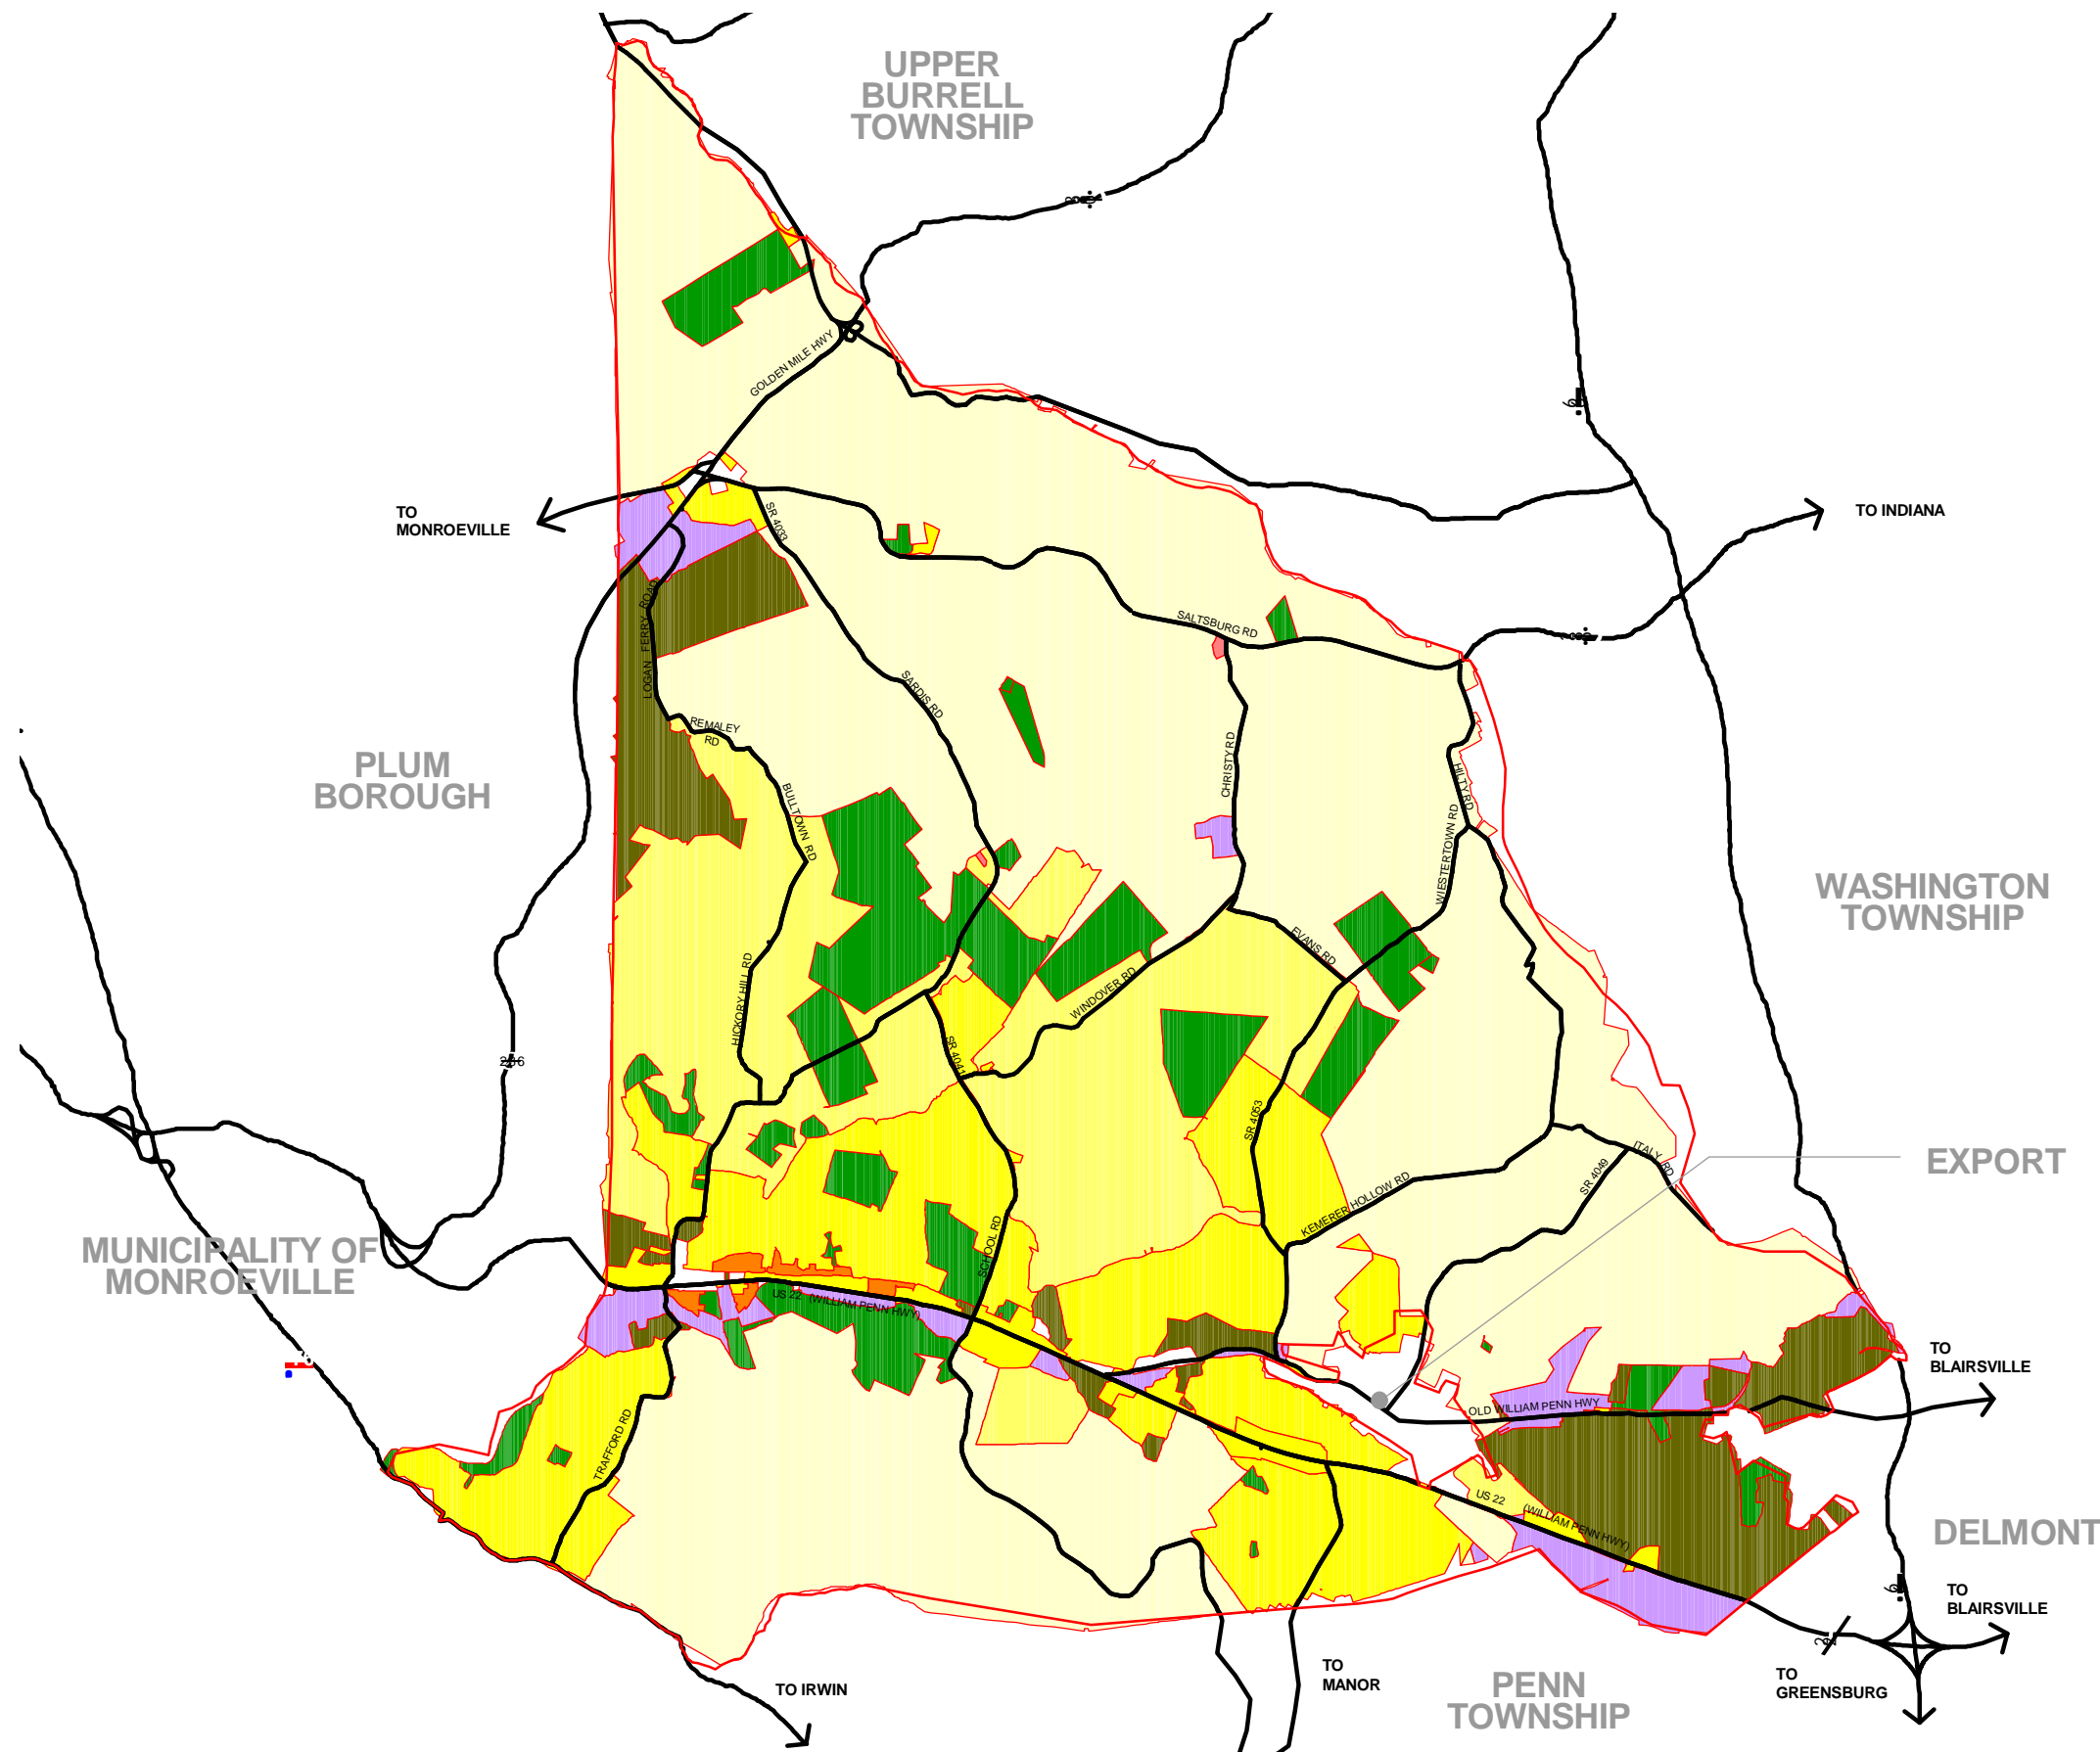 UPPER
BURRELL
TOWNSHIP
GOLDEN MILE HWY
TO
MONROEVILLE
TO INDIANA
SR 4033
LOGAN FERRY ROAD
SALTSBURG RD
SARDIS RD
REMALEY
RD
PLUM
BOROUGH
BULLTOWN RD
CHRISTY RD
HILTY RD
WIESTERTOWN RD
WASHINGTON
TOWNSHIP
EVANS RD
HICKORY HILL RD
WINDOVER RD
SR 4041
SR 4053
ITALY RD
SR 4049
EXPORT
KEMERER HOLLOW RD
SCHOOL RD
MUNICIPALITY OF
MONROEVILLE
US 22 (WILLIAM PENN HWY)
TO
BLAIRSVILLE
OLD WILLIAM PENN HWY
TRAFFORD RD
US 22 (WILLIAM PENN HWY)
DELMONT
TO
BLAIRSVILLE
TO IRWIN
TO
MANOR
PENN
TOWNSHIP
TO
GREENSBURG